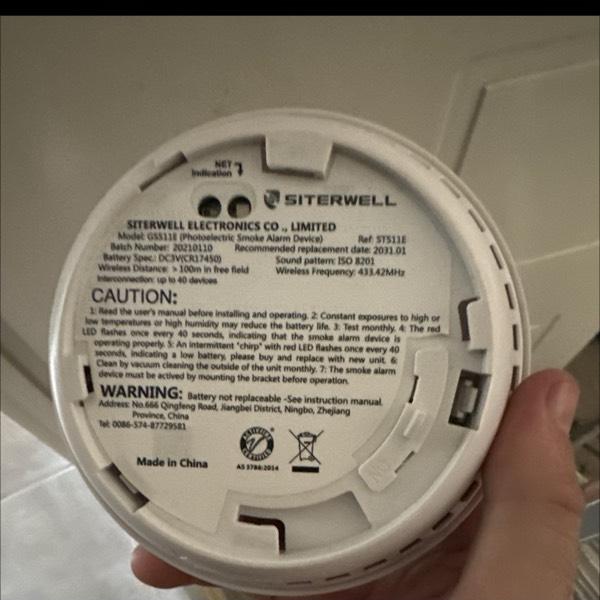 NET
Indication
SITERWELL
SITERWELL ELECTRONICS CO ., LIMITED
Model: GS511E (Photoelectric Smoke Alarm Device) Ref: ST511E
Batch Number: 20210110 Recommended replacement date: 2031.01
Battery Spec.: DC3V(CR17450) Sound pattern: ISO 8201
Wireless Distance: >100m in free field Wireless Frequency: 433.42MHz
Interconnection: up to 40 devices
CAUTION:
1: Read the user's manual before installing and operating. 2: Constant exposures to high or
low temperatures or high humidity may reduce the battery life. 3: Test monthly. 4: The red
LED flashes once every 40 seconds, indicating that the smoke alarm device is
operating properly. 5: An intermittent "chirp" with red LED flashes once every 40
seconds, indicating a low battery, please buy and replace with new unit. 6:
Clean by vacuum cleaning the outside of the unit monthly. 7: The smoke alarm
device must be actived by mounting the bracket before operation.
WARNING: Battery not replaceable -See instruction manual.
Address: No.666 Qingfeng Road, Jiangbei District, Ningbo, Zhejiang
Province, China
Tel: 0086-574-87729581
Made in China
AS 3786:2014
ON